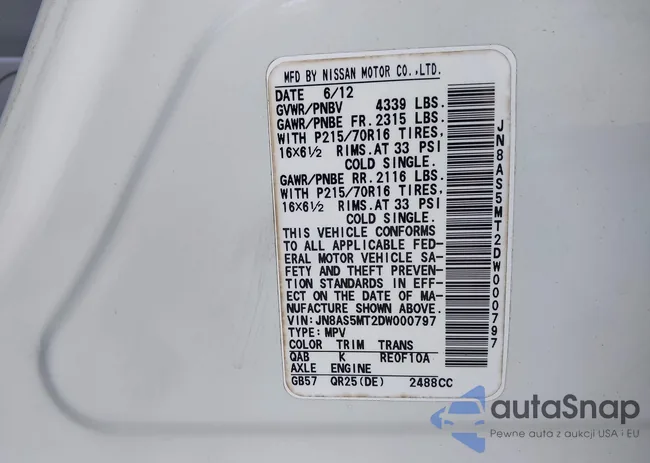 MFD BY NISSAN MOTOR CO.,LTD.
DATE 6/12
GVWR/PNBV 4339 LBS.
GAWR/PNBE FR. 2315 LBS.
WITH P215/70R16 TIRES,
16X6½ RIMS.AT 33 PSI
COLD SINGLE.
GAWR/PNBE RR. 2116 LBS.
WITH P215/70R16 TIRES,
16X6½ RIMS.AT 33 PSI
COLD SINGLE.
THIS VEHICLE CONFORMS
TO ALL APPLICABLE FED-
ERAL MOTOR VEHICLE SA-
FETY AND THEFT PREVEN-
TION STANDARDS IN EFF-
ECT ON THE DATE OF MA-
NUFACTURE SHOWN ABOVE.
VIN:JN8AS5MT2DW000797
TYPE:MPV
COLOR TRIM TRANS
QAB K RE0F10A
AXLE ENGINE
GB57 QR25(DE) 2488CC
JN8AS5MT2DW000797
autaSnap
Pewne auta z aukcji USA i EU